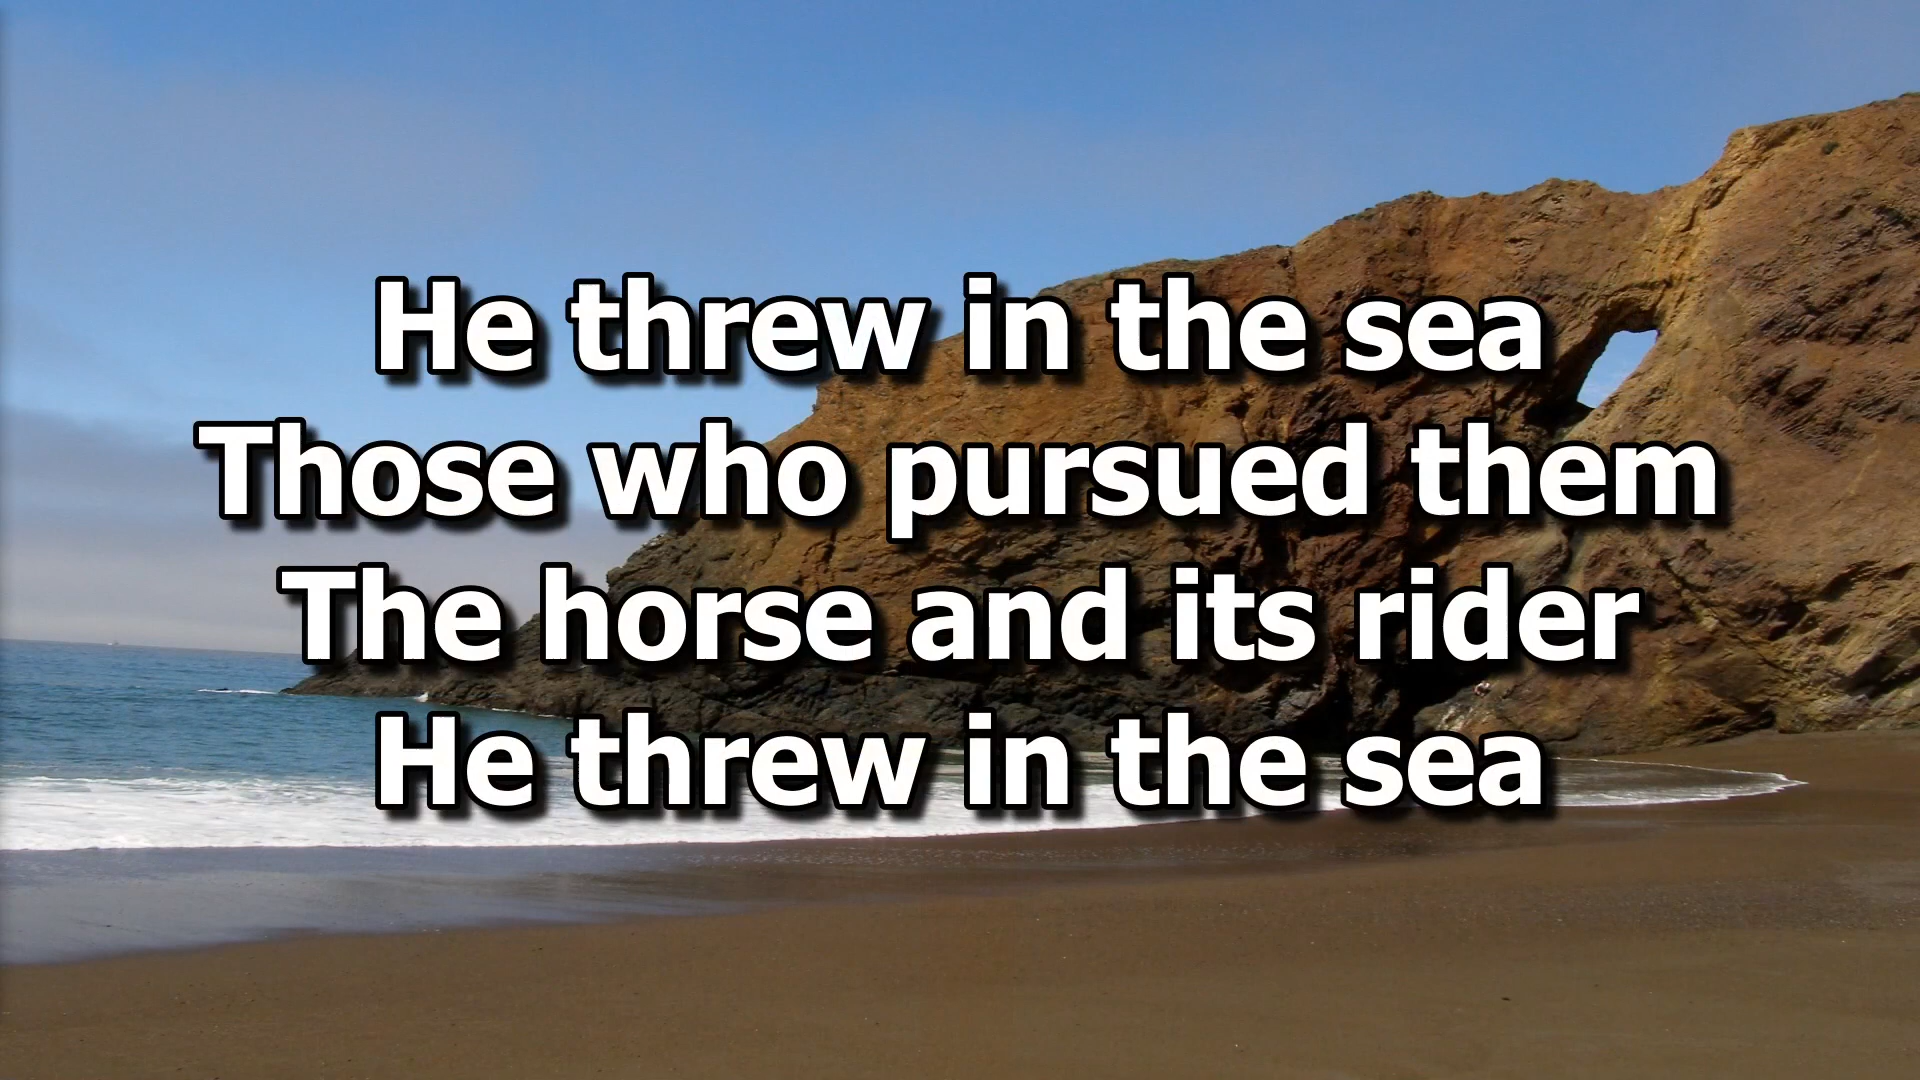 He threw in the sea
Those who pursued them
The horse and its rider
He threw in the sea